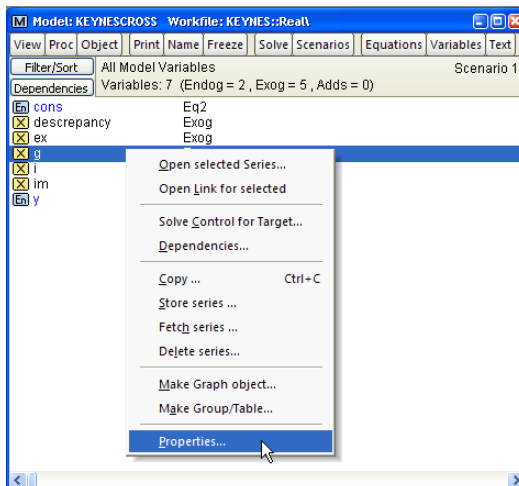 Model: KEYNESCROSS Workfile: KEYNES::Real\
View Proc Object Print Name Freeze Solve Scenarios Equations Variables Text
Filter/Sort All Model Variables Scenario 1
Dependencies Variables: 7 (Endog = 2 , Exog = 5 , Adds = 0)
En cons Eq2
X descrepancy Exog
X ex Exog
X g
X i
X im
En y
Open selected Series...
Open Link for selected
Solve Control for Target...
Dependencies...
Copy ... Ctrl+C
Store series ...
Fetch series ...
Delete series...
Make Graph object...
Make Group/Table...
Properties...